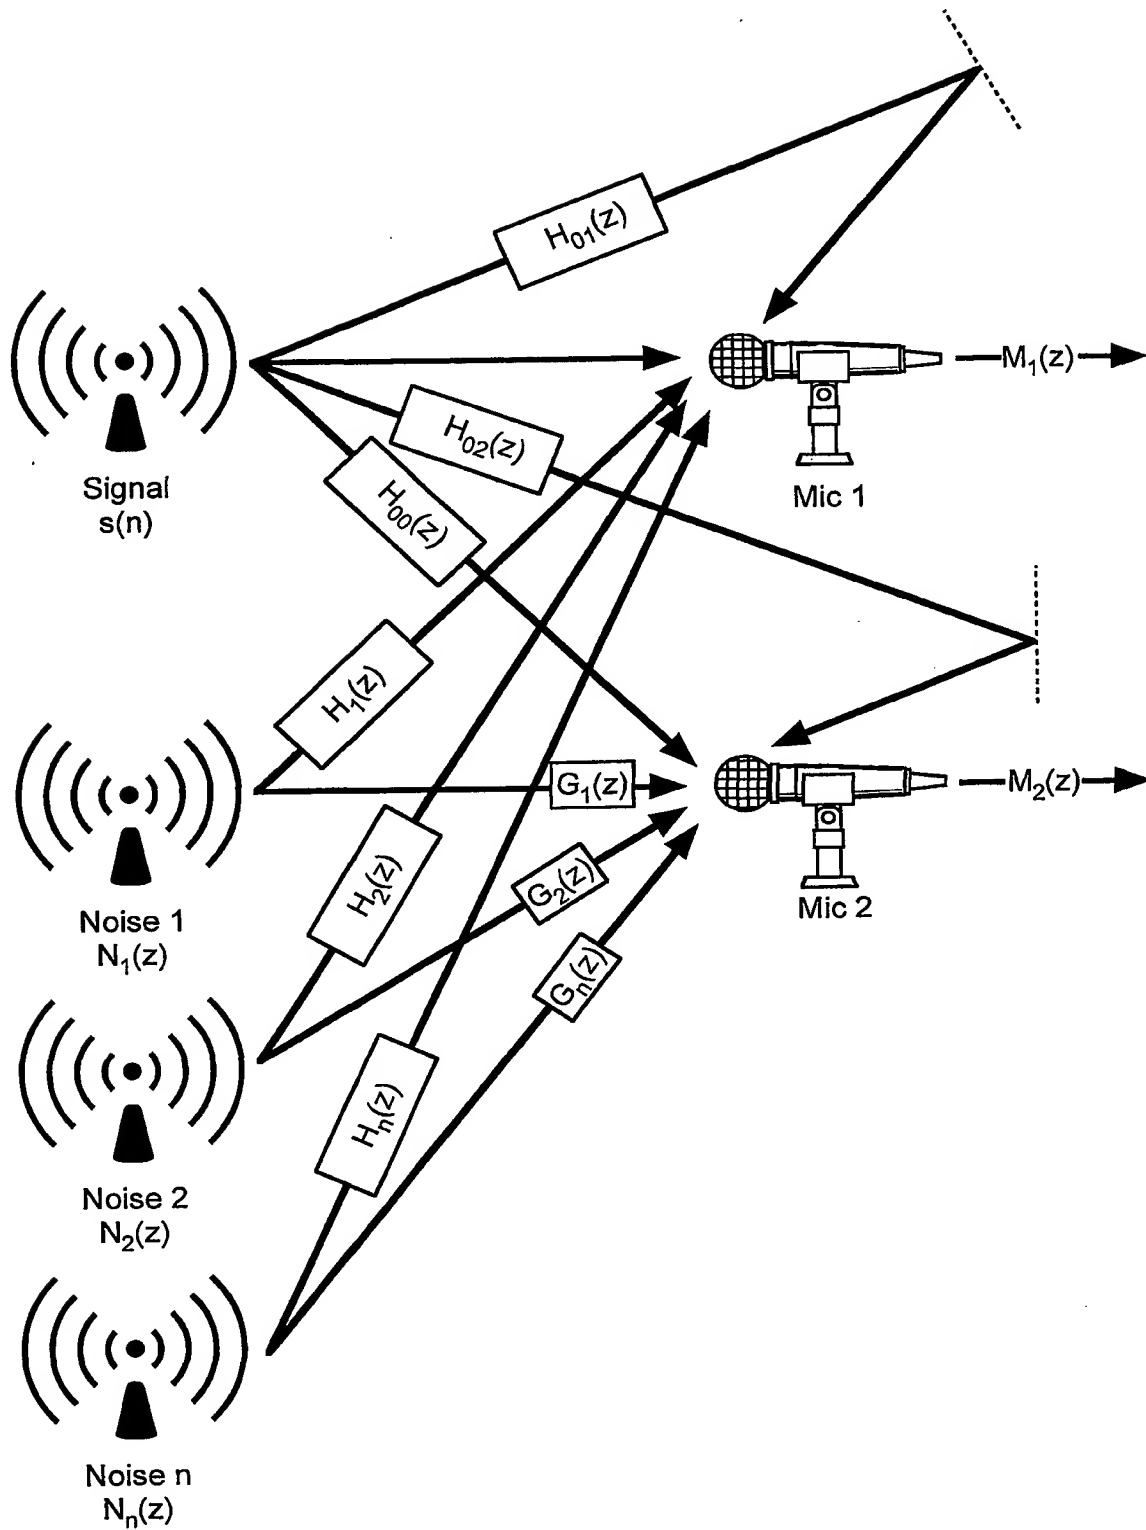 H₀₁(z)
M₁(z)
H₀₂(z)
Signal
s(n)
Mic 1
H₀₀(z)
H₁(z)
G₁(z)
M₂(z)
H₂(z)
G₂(z)
Mic 2
Noise 1
N₁(z)
Gₙ(z)
Hₙ(z)
Noise 2
N₂(z)
Noise n
Nₙ(z)